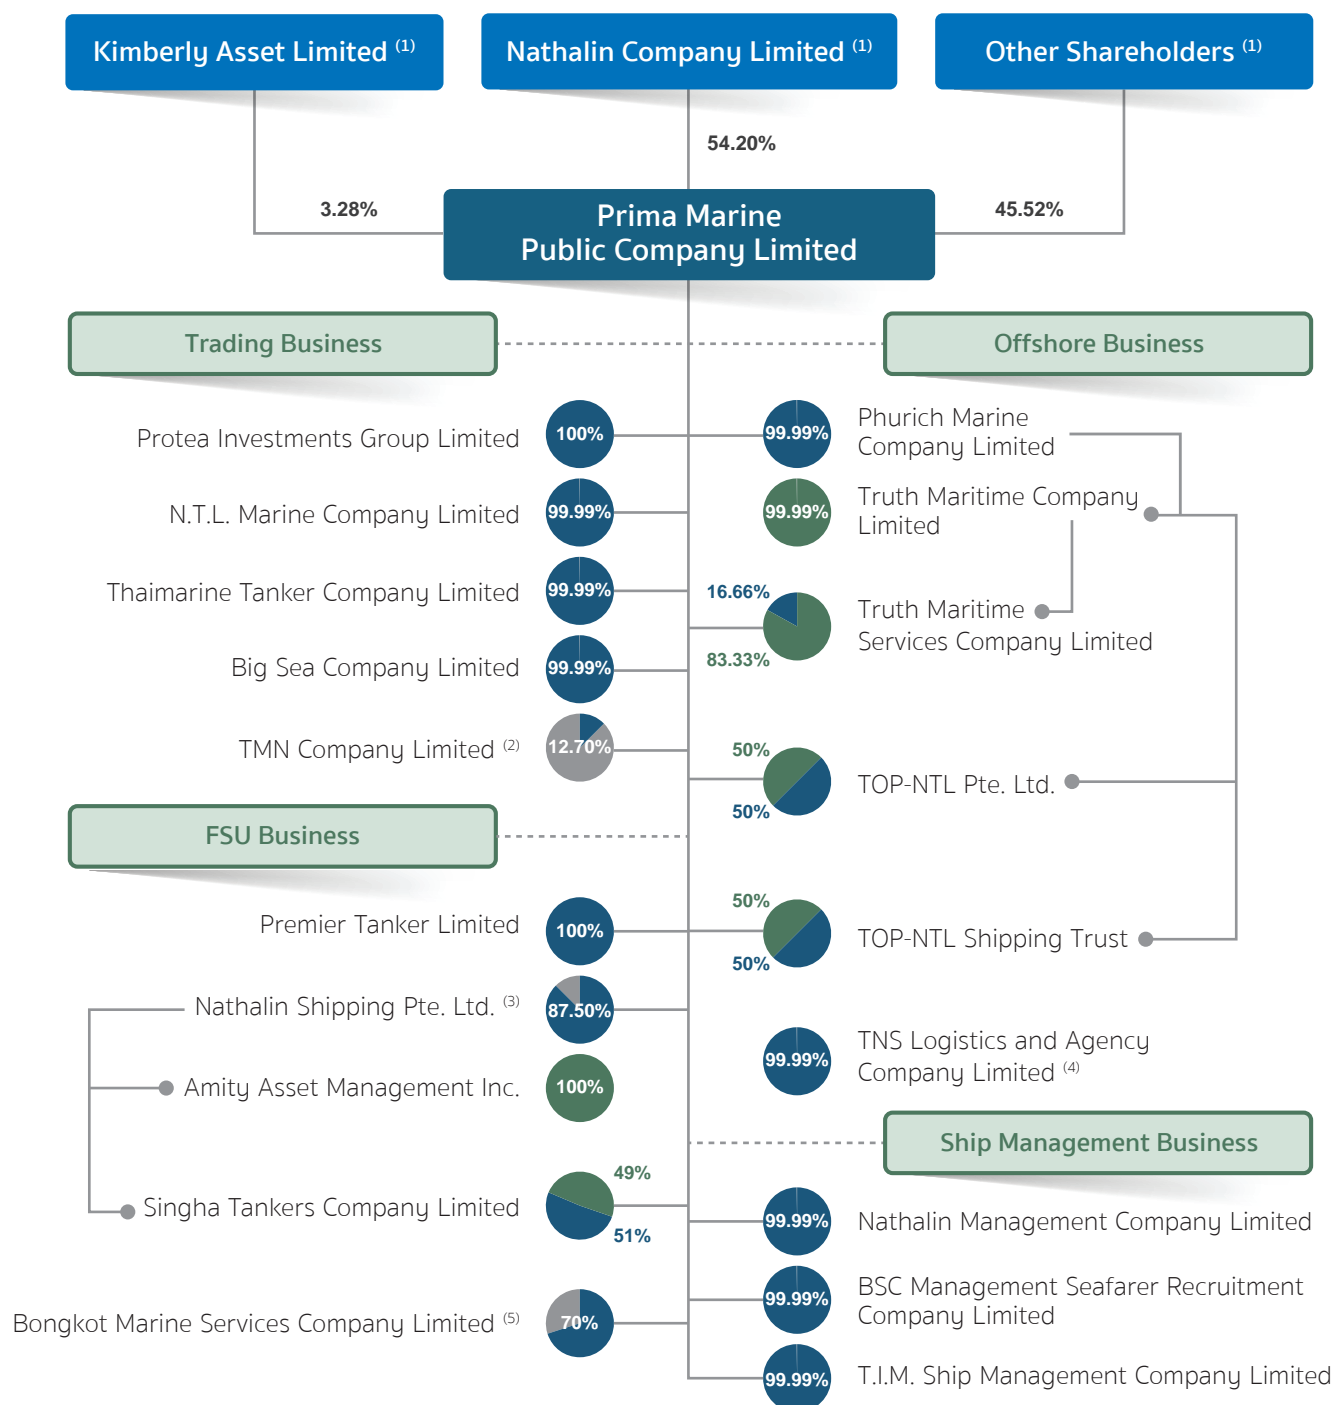 Kimberly Asset Limited (1)
Nathalin Company Limited (1)
Other Shareholders (1)
54.20%
3.28%
45.52%
Prima Marine
Public Company Limited
Trading Business
Offshore Business
Protea Investments Group Limited
100%
99.99%
Phurich Marine
Company Limited
N.T.L. Marine Company Limited
99.99%
99.99%
Truth Maritime Company
Limited
Thaimarine Tanker Company Limited
99.99%
16.66%
83.33%
Truth Maritime
Services Company Limited
Big Sea Company Limited
99.99%
TMN Company Limited (2)
12.70%
50%
50%
TOP-NTL Pte. Ltd.
FSU Business
Premier Tanker Limited
100%
50%
50%
TOP-NTL Shipping Trust
Nathalin Shipping Pte. Ltd. (3)
87.50%
99.99%
TNS Logistics and Agency
Company Limited (4)
Amity Asset Management Inc.
100%
Ship Management Business
Singha Tankers Company Limited
49%
51%
99.99%
Nathalin Management Company Limited
99.99%
BSC Management Seafarer Recruitment
Company Limited
Bongkot Marine Services Company Limited (5)
70%
99.99%
T.I.M. Ship Management Company Limited